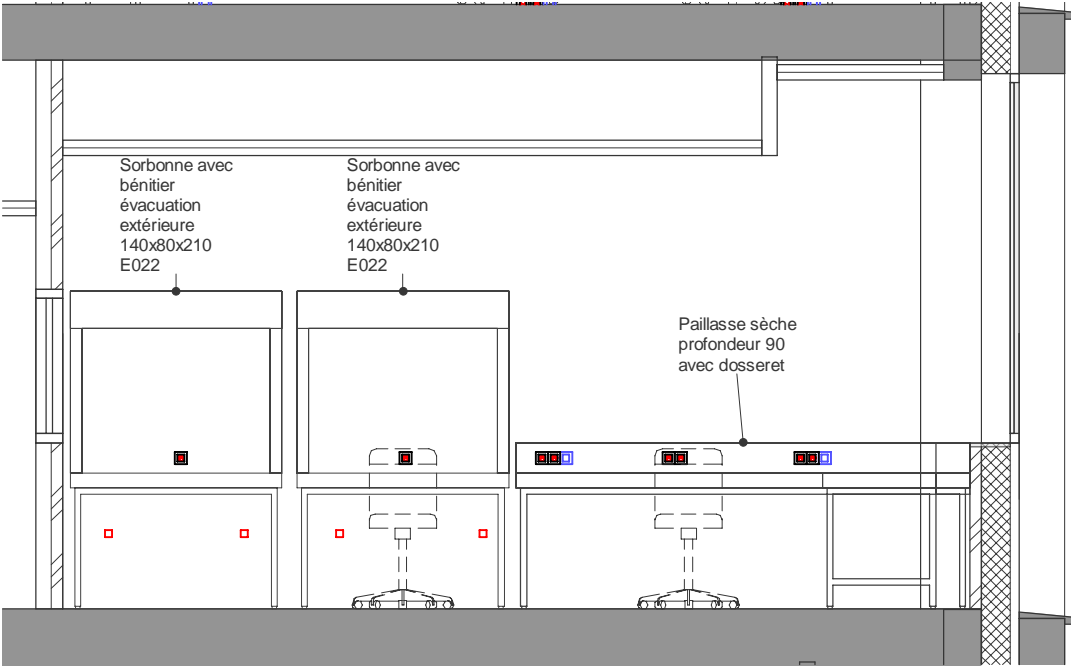 Sorbonne avec
bénitier
évacuation
extérieure
140x80x210
E022
Sorbonne avec
bénitier
évacuation
extérieure
140x80x210
E022
Paillasse sèche
profondeur 90
avec dosseret